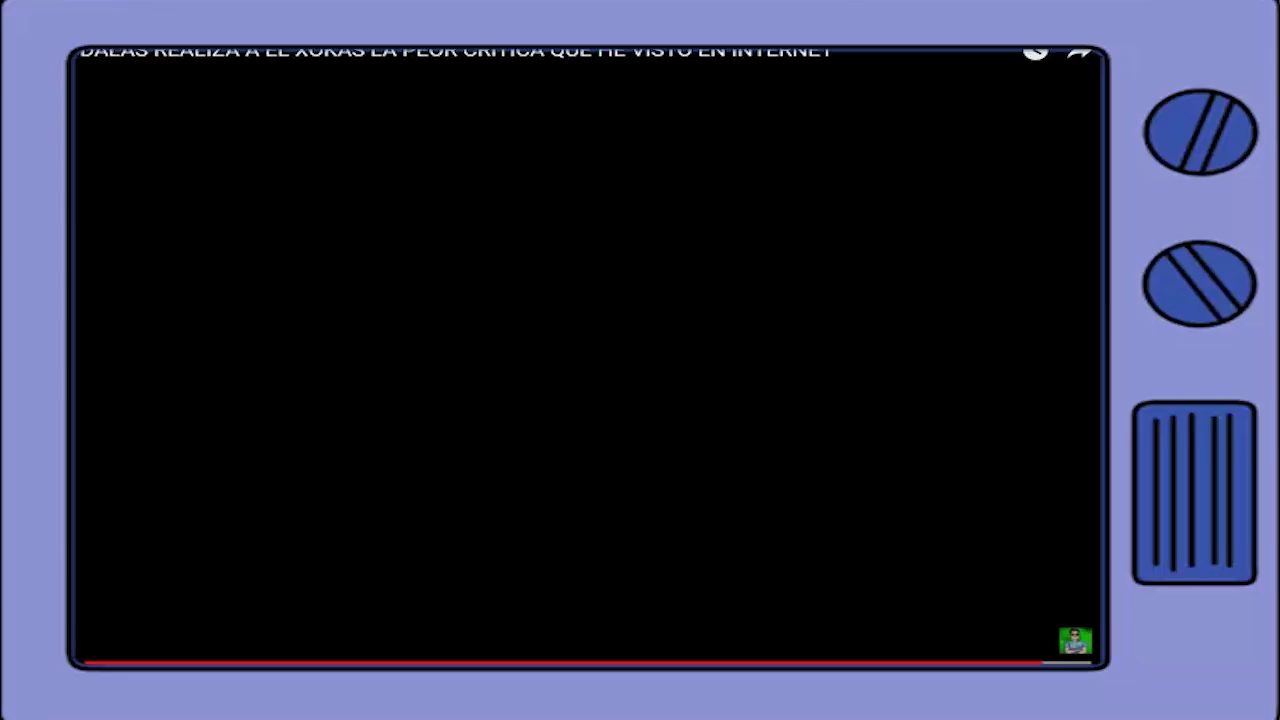 DALAS REALIZA A EL XOKAS LA PEOR CRITICA QUE HE VISTO EN INTERNET